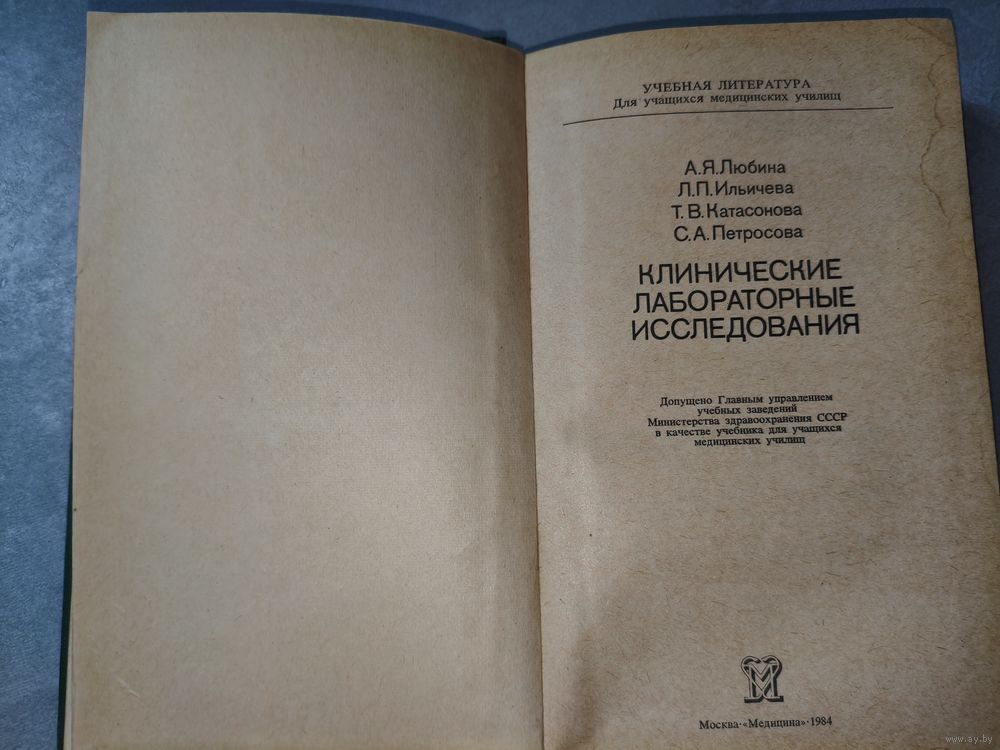 УЧЕБНАЯ ЛИТЕРАТУРА
Для учащихся медицинских училищ
А.Я.Любина
Л.П.Ильичева
Т.В.Катасонова
С.А.Петросова
КЛИНИЧЕСКИЕ
ЛАБОРАТОРНЫЕ
ИССЛЕДОВАНИЯ
Допущено Главным управлением
учебных заведений
Министерства здравоохранения СССР
в качестве учебника для учащихся
медицинских училищ
Москва·«Медицина»·1984
www.ay.by